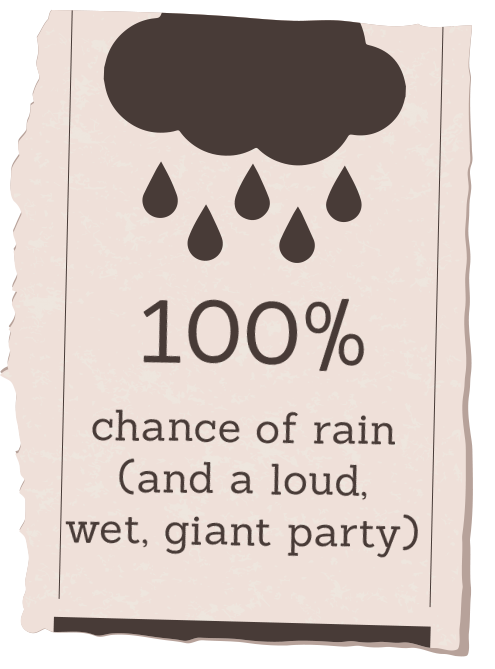 100%
chance of rain
(and a loud,
wet, giant party)